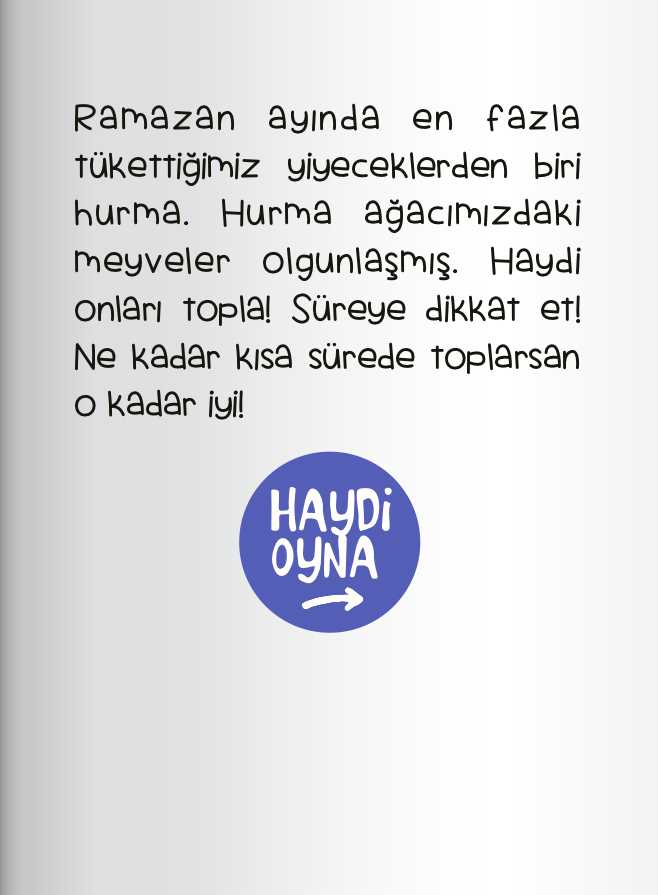 Ramazan ayında en fazla
tükettiğimiz yiyeceklerden biri
hurma. Hurma ağacımızdaki
meyveler olgunlaşmış. Haydi
onları topla! Süreye dikkat et!
Ne kadar kısa sürede toplarsan
o kadar iyi!
HAYDİ
OYNA